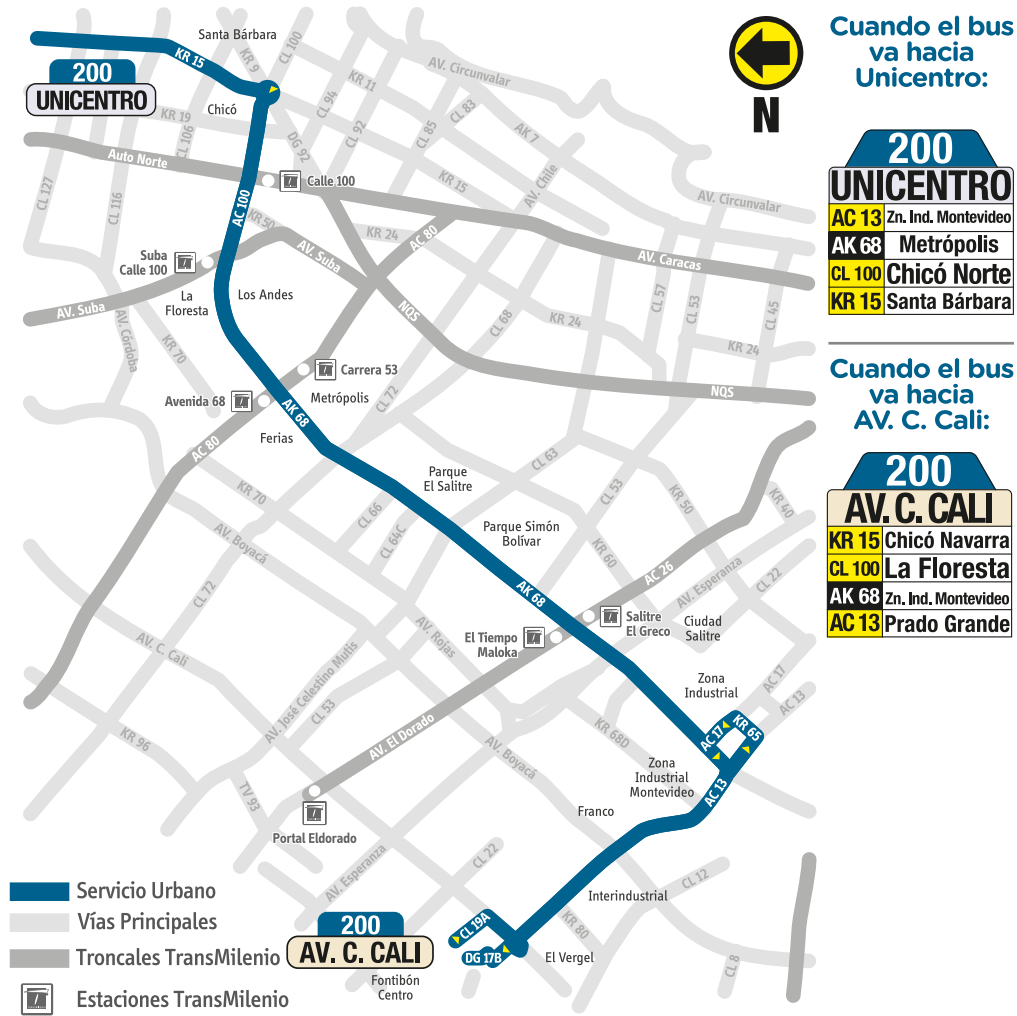 Santa Bárbara
CL 100
KR 9
KR 15
200
UNICENTRO
Chicó
KR 19
CL 106
DG 92
CL 94
KR 11
CL 92
AV. Circunvalar
CL 83
CL 85
AK 7
AV. Chile
KR 15
Auto Norte
Calle 100
CL 127
CL 116
AC 100
KR 50
KR 24
AC 80
AV. Circunvalar
AV. Caracas
Suba
Calle 100
AV. Suba
AV. Suba
La
Floresta
Los Andes
NQS
CL 57
CL 53
CL 45
CL 68
KR 24
KR 24
AV. Córdoba
KR 70
Carrera 53
Avenida 68
Metrópolis
CL 72
NQS
AK 68
Ferias
AC 80
CL 63
Parque
El Salitre
KR 70
CL 66
CL 64C
CL 53
KR 50
KR 40
AV. Boyacá
Parque Simón
Bolívar
KR 60
AC 26
AV. Esperanza
CL 22
CL 72
AK 68
AV. Rojas
El Tiempo
Maloka
Salitre
El Greco
Ciudad
Salitre
AV. C. Cali
AV. José Celestino Mutis
CL 53
Zona
Industrial
AC 17
AC 13
KR 96
AV. El Dorado
AV. Boyacá
KR 68D
AC 17
KR 65
Zona
Industrial
Montevideo
AC 13
TV 93
Franco
Portal Eldorado
AV. Esperanza
CL 22
CL 12
Interindustrial
KR 80
CL 8
CL 19A
DG 17B
El Vergel
200
AV. C. CALI
Fontibón
Centro
Servicio Urbano
Vías Principales
Troncales TransMilenio
Estaciones TransMilenio
N
Cuando el bus
va hacia
Unicentro:
200
UNICENTRO
AC 13 Zn. Ind. Montevideo
AK 68 Metrópolis
CL 100 Chicó Norte
KR 15 Santa Bárbara
Cuando el bus
va hacia
AV. C. Cali:
200
AV. C. CALI
KR 15 Chicó Navarra
CL 100 La Floresta
AK 68 Zn. Ind. Montevideo
AC 13 Prado Grande